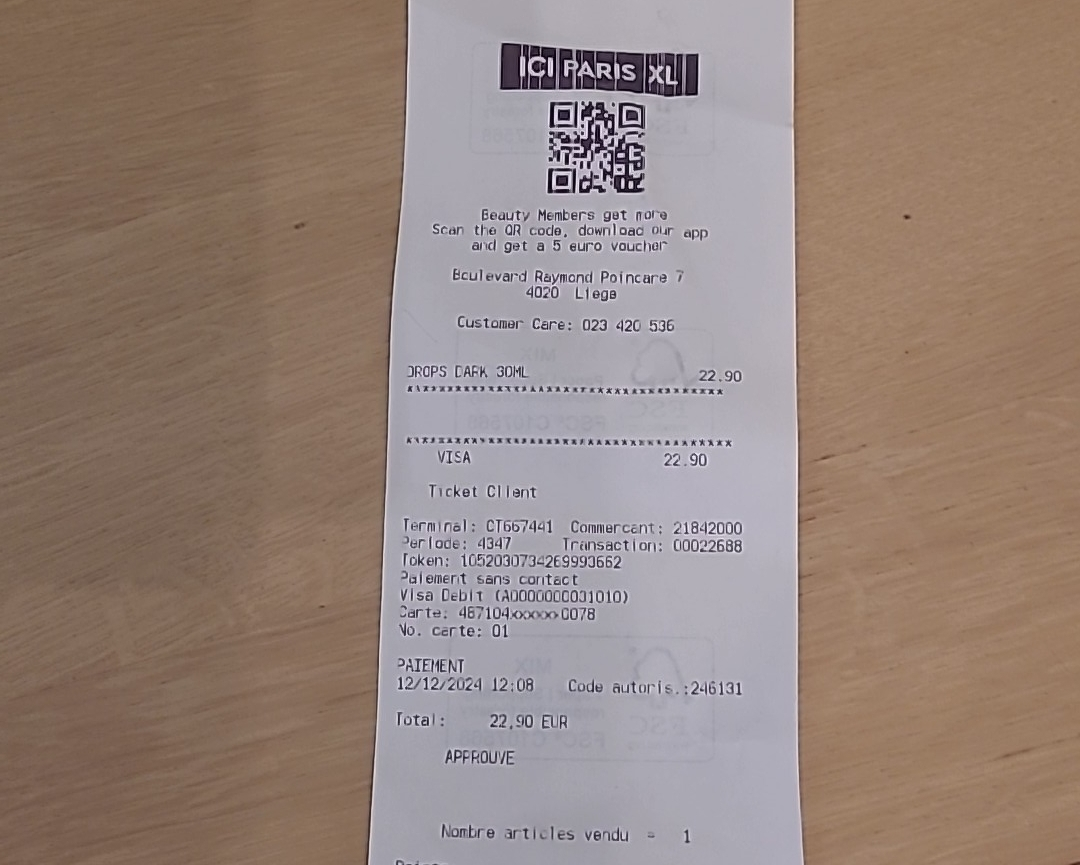 ICI PARIS XL
Beauty Members get more
Scan the QR code, download our app
and get a 5 euro voucher
Boulevard Raymond Poincare 7
4020 Liege
Customer Care: 023 420 536
DROPS DARK 30ML 22.90
***************************************
****************************************
VISA 22.90
Ticket Client
Terminal: CT667441 Commercant: 21842000
Periode: 4347 Transaction: 00022688
Token: 1052030734269993662
Paiement sans contact
Visa Debit (A0000000031010)
Carte: 487104xxxxxx0078
No. carte: 01
PAIEMENT
12/12/2024 12:08 Code autoris.:246131
Total: 22,90 EUR
APPROUVE
Nombre articles vendu = 1